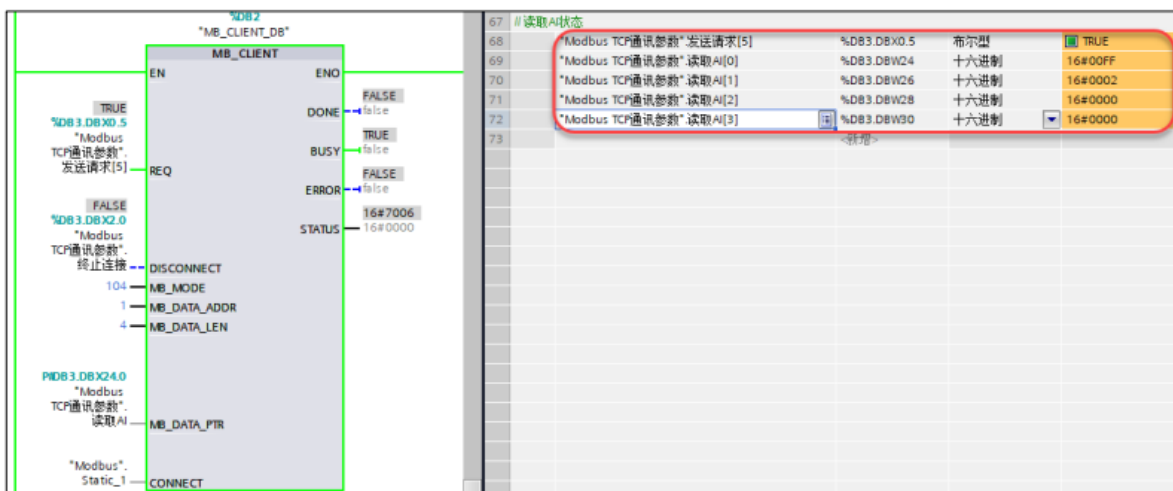 %DB2
"MB_CLIENT_DB"
MB_CLIENT
EN
ENO
FALSE
DONE
false
TRUE
%DB3.DBX0.5
"Modbus
TCP通讯参数".
发送请求[5]
REQ
TRUE
BUSY
false
FALSE
ERROR
false
16#7006
STATUS
16#0000
FALSE
%DB3.DBX2.0
"Modbus
TCP通讯参数".
终止连接
DISCONNECT
104
MB_MODE
1
MB_DATA_ADDR
4
MB_DATA_LEN
P#DB3.DBX24.0
"Modbus
TCP通讯参数".
读取AI
MB_DATA_PTR
"Modbus".
Static_1
CONNECT
67 //读取AI状态
68 "Modbus TCP通讯参数".发送请求[5] %DB3.DBX0.5 布尔型 TRUE
69 "Modbus TCP通讯参数".读取AI[0] %DB3.DBW24 十六进制 16#00FF
70 "Modbus TCP通讯参数".读取AI[1] %DB3.DBW26 十六进制 16#0002
71 "Modbus TCP通讯参数".读取AI[2] %DB3.DBW28 十六进制 16#0000
72 "Modbus TCP通讯参数".读取AI[3] %DB3.DBW30 十六进制 16#0000
73 <新增>